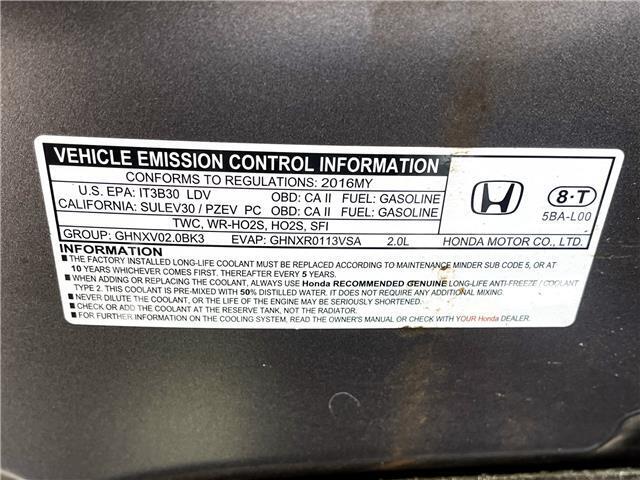 VEHICLE EMISSION CONTROL INFORMATION
CONFORMS TO REGULATIONS: 2016MY
U.S. EPA: IT3B30 LDV OBD: CA II FUEL: GASOLINE
CALIFORNIA: SULEV30 / PZEV PC OBD: CA II FUEL: GASOLINE
TWC, WR-HO2S, HO2S, SFI
GROUP: GHNXV02.0BK3 EVAP: GHNXR0113VSA 2.0L
HONDA
8-T
5BA-L00
HONDA MOTOR CO., LTD.
INFORMATION
■ THE FACTORY INSTALLED LONG-LIFE COOLANT MUST BE REPLACED ACCORDING TO MAINTENANCE MINDER SUB CODE 5, OR AT
10 YEARS WHICHEVER COMES FIRST. THEREAFTER EVERY 5 YEARS.
■ WHEN ADDING OR REPLACING THE COOLANT, ALWAYS USE Honda RECOMMENDED GENUINE LONG-LIFE ANTI-FREEZE / COOLANT
TYPE 2. THIS COOLANT IS PRE-MIXED WITH 50% DISTILLED WATER. IT DOES NOT REQUIRE ANY ADDITIONAL MIXING.
■ NEVER DILUTE THE COOLANT, OR THE LIFE OF THE ENGINE MAY BE SERIOUSLY SHORTENED.
■ CHECK OR ADD THE COOLANT AT THE RESERVE TANK, NOT THE RADIATOR.
■ FOR FURTHER INFORMATION ON THE COOLING SYSTEM, READ THE OWNER'S MANUAL OR CHECK WITH YOUR Honda DEALER.